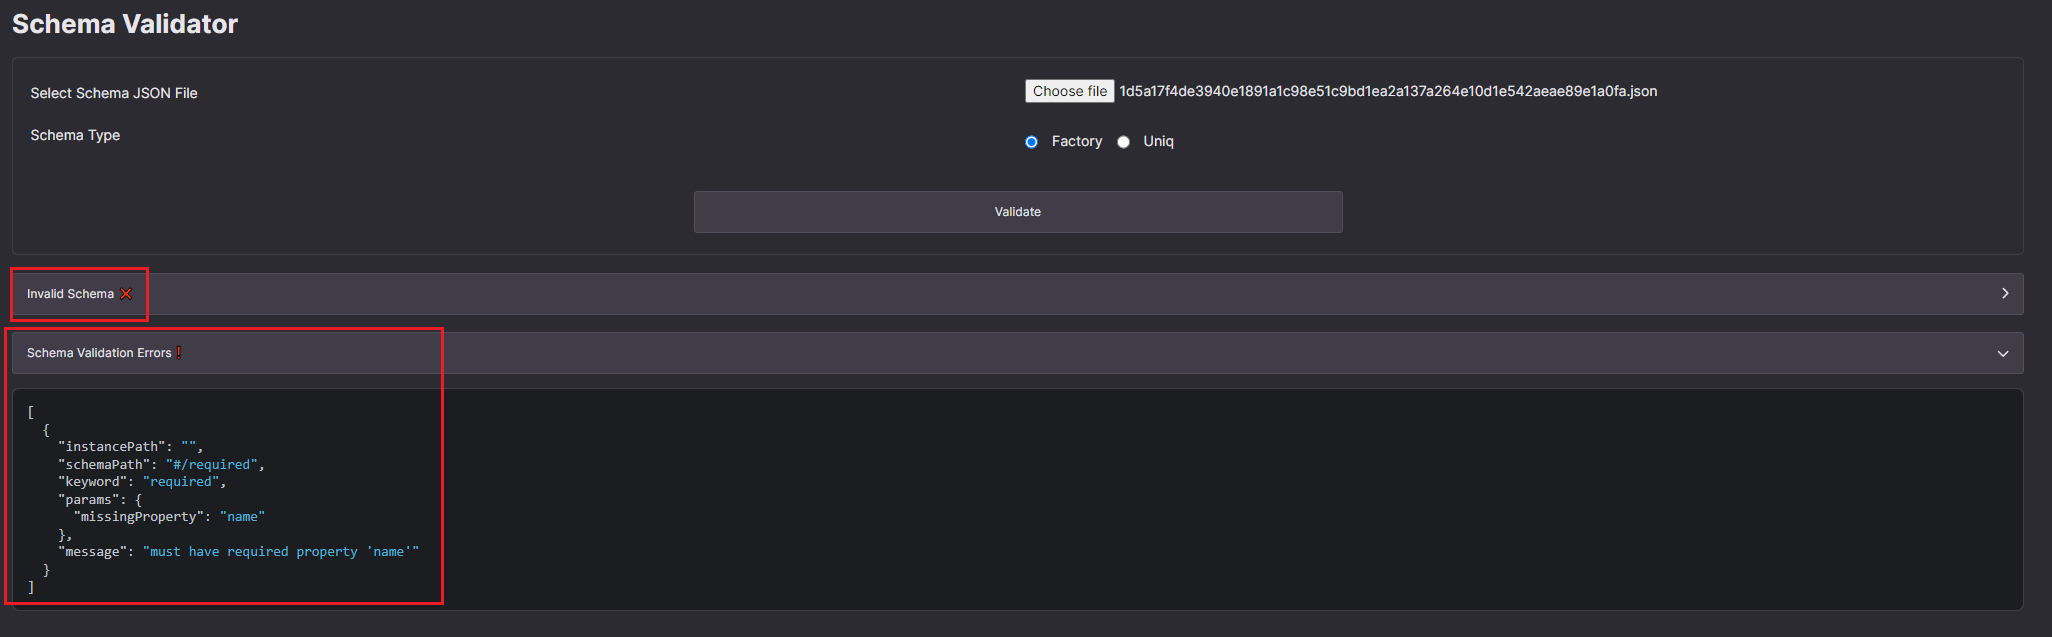 Schema Validator
Select Schema JSON File
Choose file 1d5a17f4de3940e1891a1c98e51c9bd1ea2a137a264e10d1e542aeae89e1a0fa.json
Schema Type
Factory Uniq
Validate
Invalid Schema ❌
Schema Validation Errors❗
[
  {
    "instancePath": "",
    "schemaPath": "#/required",
    "keyword": "required",
    "params": {
      "missingProperty": "name"
    },
    "message": "must have required property 'name'"
  }
]